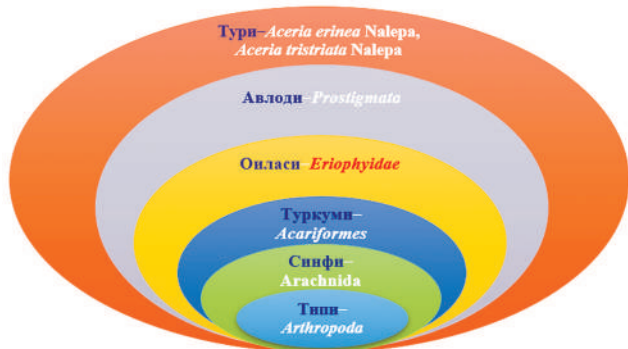 Тури–Aceria erinea Nalepa,
Aceria tristriata Nalepa
Авлоди–Prostigmata
Оиласи–Eriophyidae
Туркуми–
Acariformes
Синфи–
Arachnida
Типи–
Arthropoda